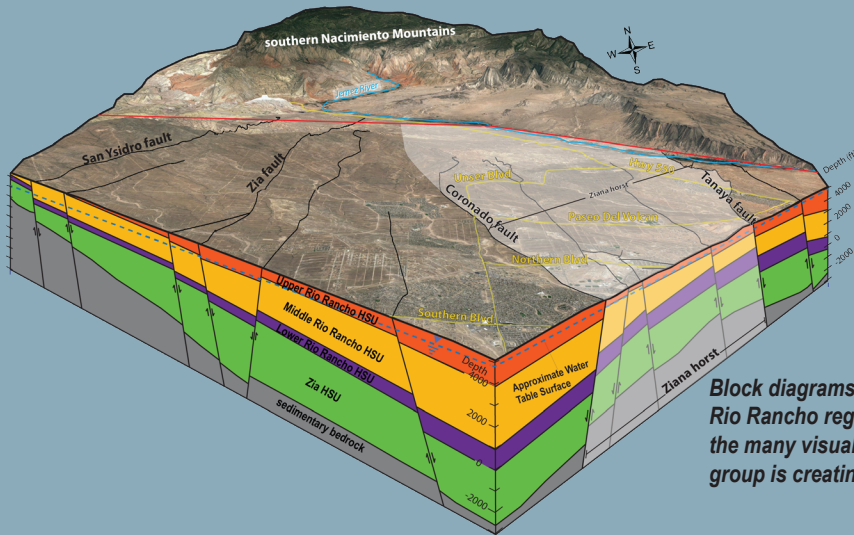 southern Nacimiento Mountains
N
W E
S
Jemez River
San Ysidro fault
Zia fault
Depth (ft)
4000
2000
0
-2000
Unser Blvd
Hwy 550
Ziana horst
Tanaya fault
Coronado fault
Paseo Del Volcan
Northern Blvd
Southern Blvd
Upper Rio Rancho HSU
Middle Rio Rancho HSU
Lower Rio Rancho HSU
Zia HSU
sedimentary bedrock
Depth
4000
2000
0
-2000
Approximate Water
Table Surface
Ziana horst
Block diagrams
Rio Rancho reg
the many visual
group is creatin